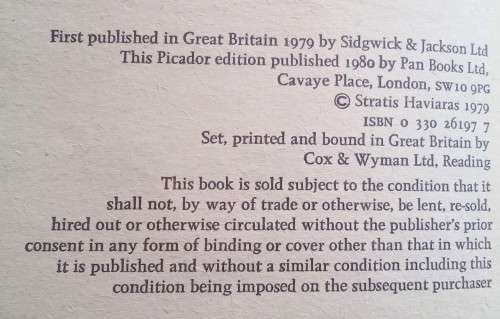 First published in Great Britain 1979 by Sidgwick & Jackson Ltd
This Picador edition published 1980 by Pan Books Ltd,
Cavaye Place, London, SW10 9PG
© Stratis Haviaras 1979
ISBN 0 330 26197 7
Set, printed and bound in Great Britain by
Cox & Wyman Ltd, Reading
This book is sold subject to the condition that it
shall not, by way of trade or otherwise, be lent, re-sold,
hired out or otherwise circulated without the publisher's prior
consent in any form of binding or cover other than that in which
it is published and without a similar condition including this
condition being imposed on the subsequent purchaser